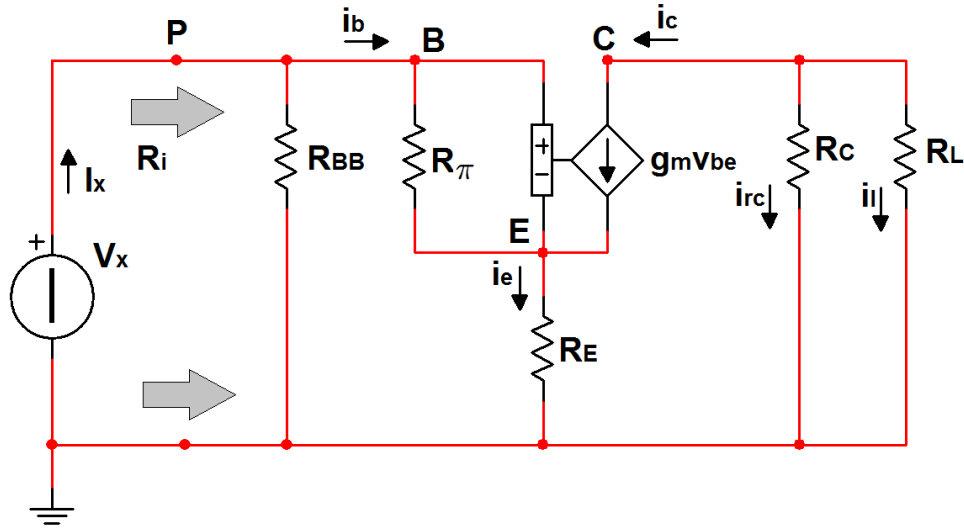 P
ib
B
C
ic
Ri
Ix
RBB
Rπ
+
−
gmvbe
RC
RL
irc
il
+
Vx
E
ie
RE